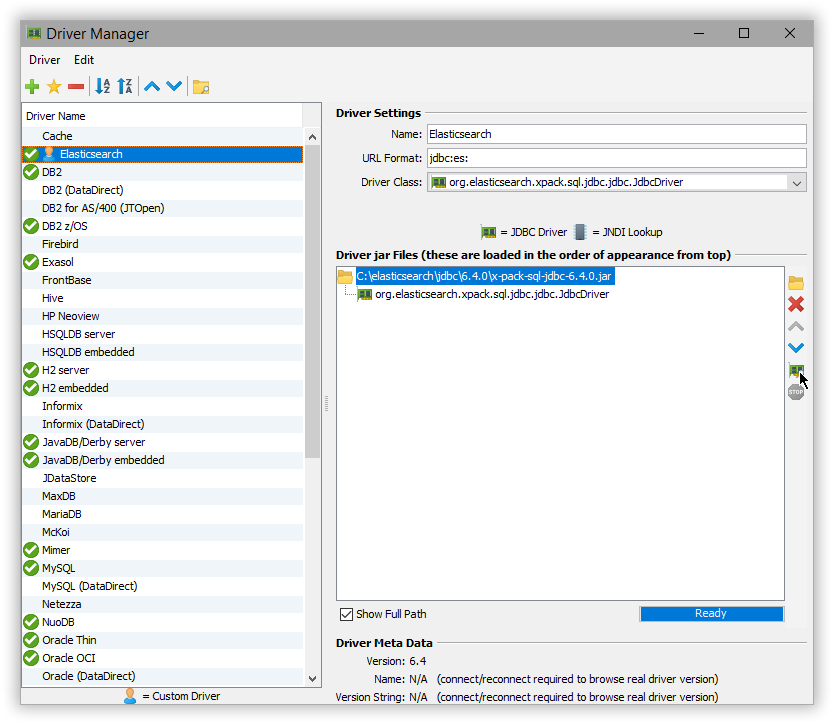 Driver Manager
Driver Edit
Driver Name
Cache
Elasticsearch
DB2
DB2 (DataDirect)
DB2 for AS/400 (JTOpen)
DB2 z/OS
Firebird
Exasol
FrontBase
Hive
HP Neoview
HSQLDB server
HSQLDB embedded
H2 server
H2 embedded
Informix
Informix (DataDirect)
JavaDB/Derby server
JavaDB/Derby embedded
JDataStore
MaxDB
MariaDB
McKoi
Mimer
MySQL
MySQL (DataDirect)
Netezza
NuoDB
Oracle Thin
Oracle OCI
Oracle (DataDirect)
= Custom Driver
Driver Settings
Name: Elasticsearch
URL Format: jdbc:es:
Driver Class: org.elasticsearch.xpack.sql.jdbc.jdbc.JdbcDriver
= JDBC Driver = JNDI Lookup
Driver jar Files (these are loaded in the order of appearance from top)
C:\elasticsearch\jdbc\6.4.0\x-pack-sql-jdbc-6.4.0.jar
org.elasticsearch.xpack.sql.jdbc.jdbc.JdbcDriver
STOP
Show Full Path
Ready
Driver Meta Data
Version: 6.4
Name: N/A (connect/reconnect required to browse real driver version)
Version String: N/A (connect/reconnect required to browse real driver version)